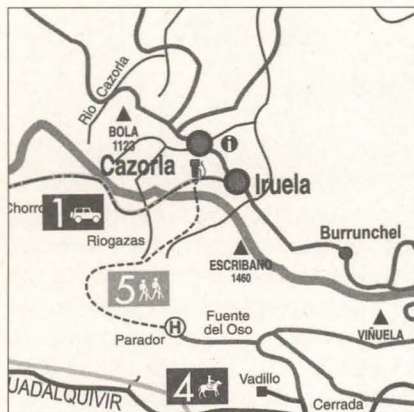 Rio Cazorla
BOLA
1123
i
Cazorla
Iruela
Chorro
1
Riogazas
Burrunchel
ESCRIBANO
1460
5
Fuente
del Oso
Parador
H
VIÑUELA
4
Vadillo
UADALQUIVIR
Cerrada